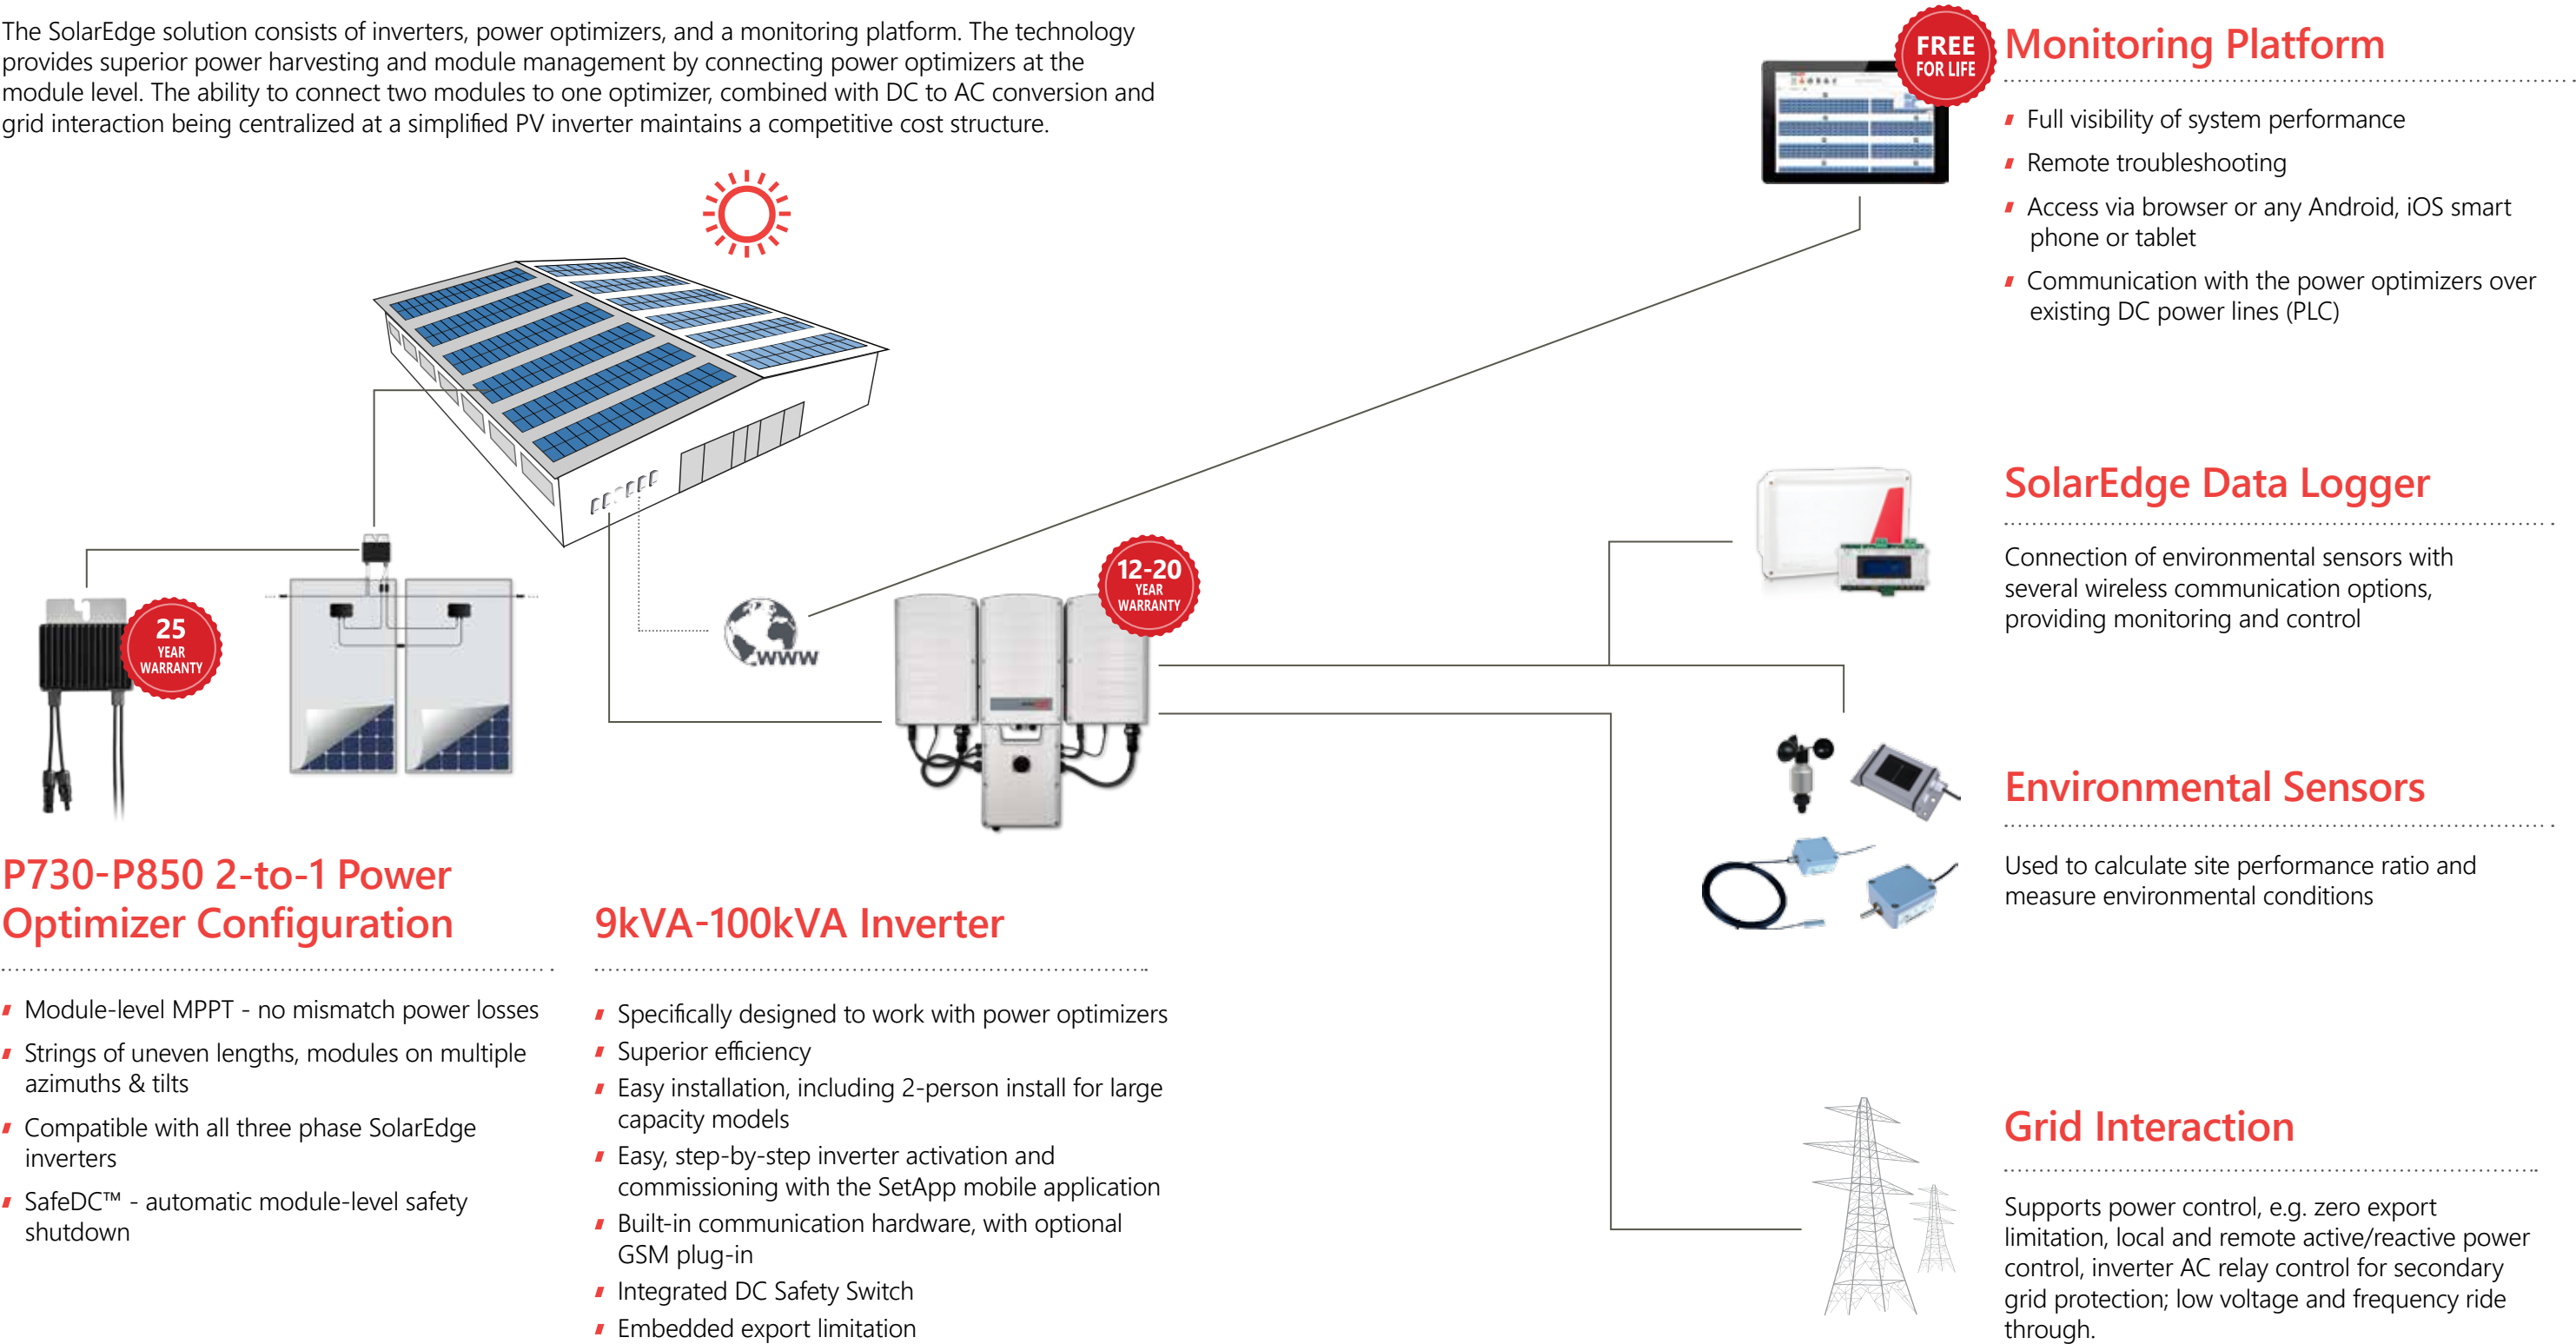 The SolarEdge solution consists of inverters, power optimizers, and a monitoring platform. The technology
provides superior power harvesting and module management by connecting power optimizers at the
module level. The ability to connect two modules to one optimizer, combined with DC to AC conversion and
grid interaction being centralized at a simplified PV inverter maintains a competitive cost structure.
FREE
FOR LIFE
Monitoring Platform
Full visibility of system performance
Remote troubleshooting
Access via browser or any Android, iOS smart
phone or tablet
Communication with the power optimizers over
existing DC power lines (PLC)
SolarEdge Data Logger
Connection of environmental sensors with
several wireless communication options,
providing monitoring and control
12-20
YEAR
WARRANTY
25
YEAR
WARRANTY
WWW
Environmental Sensors
Used to calculate site performance ratio and
measure environmental conditions
P730-P850 2-to-1 Power
Optimizer Configuration
Module-level MPPT - no mismatch power losses
Strings of uneven lengths, modules on multiple
azimuths & tilts
Compatible with all three phase SolarEdge
inverters
SafeDC™ - automatic module-level safety
shutdown
9kVA-100kVA Inverter
Specifically designed to work with power optimizers
Superior efficiency
Easy installation, including 2-person install for large
capacity models
Easy, step-by-step inverter activation and
commissioning with the SetApp mobile application
Built-in communication hardware, with optional
GSM plug-in
Integrated DC Safety Switch
Embedded export limitation
Grid Interaction
Supports power control, e.g. zero export
limitation, local and remote active/reactive power
control, inverter AC relay control for secondary
grid protection; low voltage and frequency ride
through.